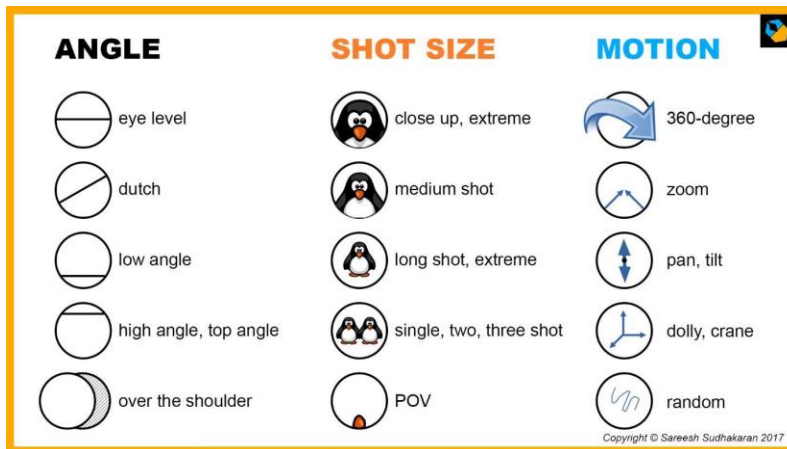 ANGLE
eye level
dutch
low angle
high angle, top angle
over the shoulder
SHOT SIZE
close up, extreme
medium shot
long shot, extreme
single, two, three shot
POV
MOTION
360-degree
zoom
pan, tilt
dolly, crane
random
Copyright © Sareesh Sudhakaran 2017